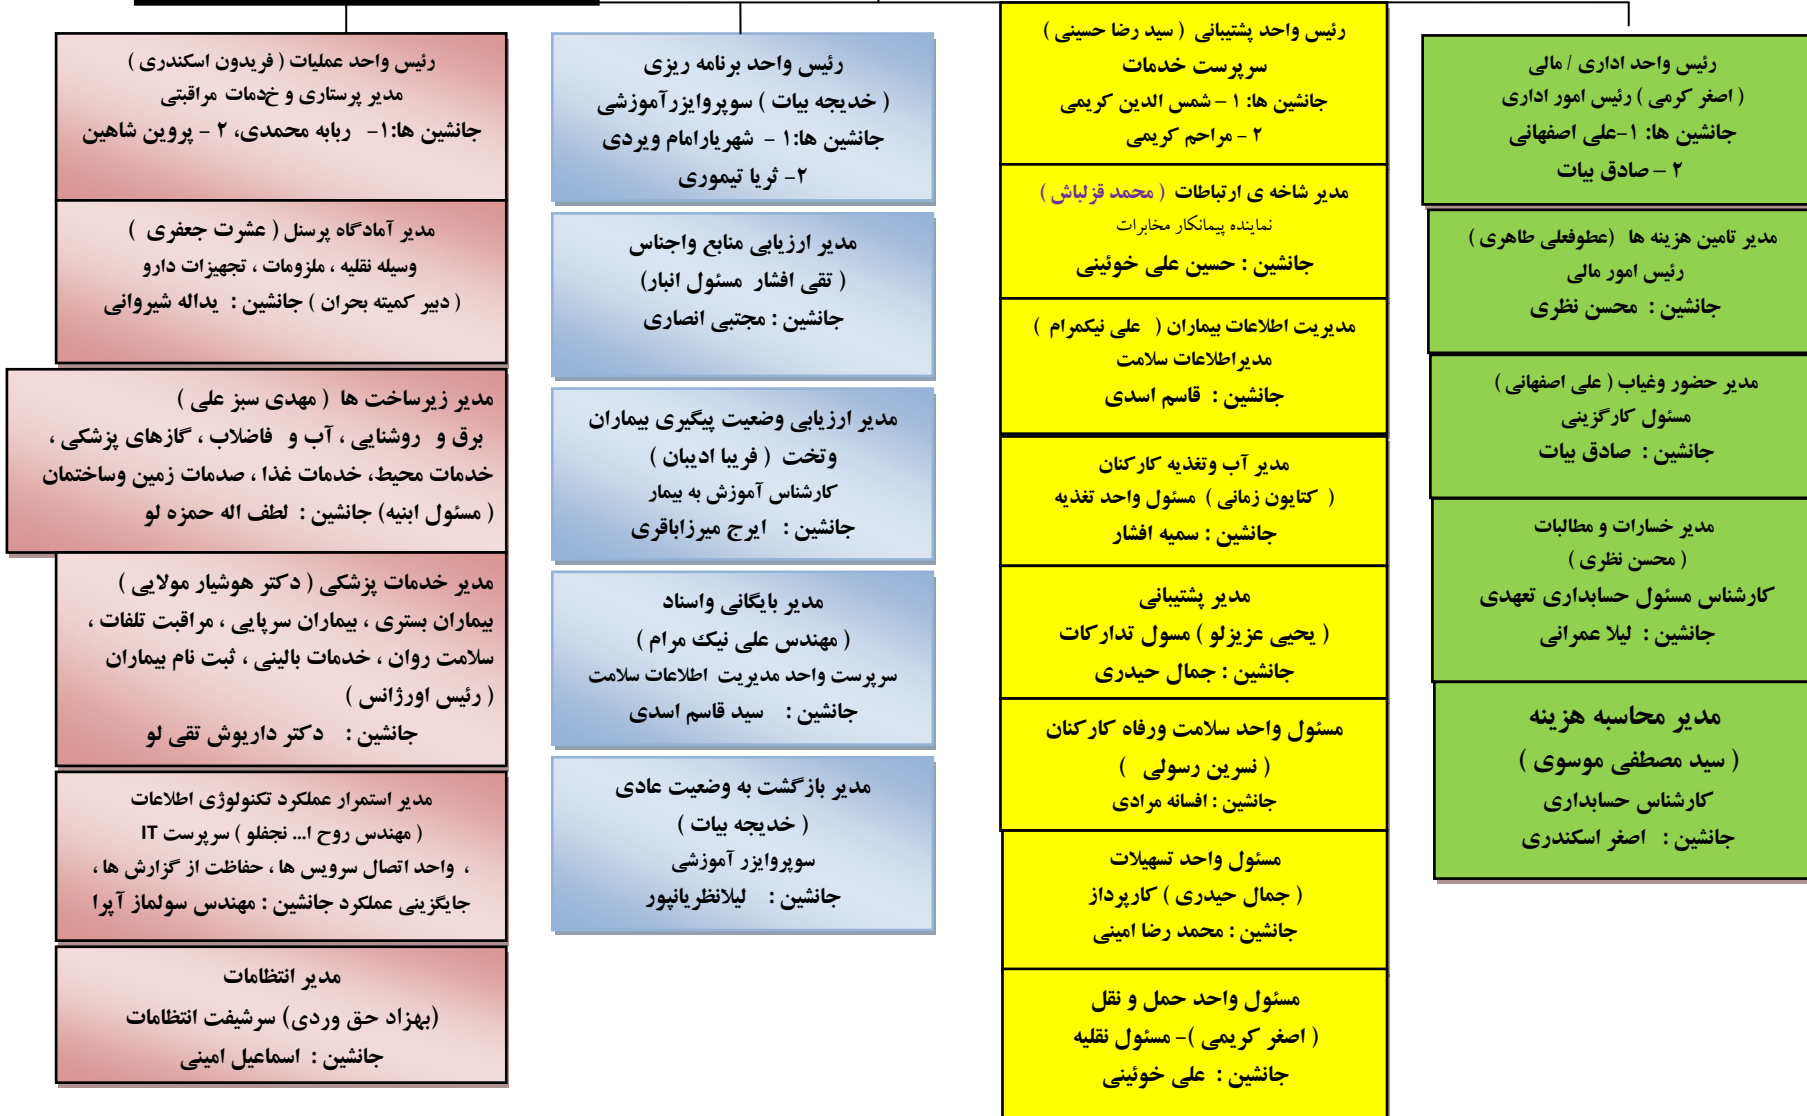 رئیس واحد اداری / مالی
( اصغر کرمی ) رئیس امور اداری
جانشین ها: ۱-علی اصفهانی
۲ – صادق بیات
مدیر تامین هزینه ها (عطوفعلی طاهری )
رئیس امور مالی
جانشین : محسن نظری
مدیر حضور وغیاب ( علی اصفهانی )
مسئول کارگزینی
جانشین : صادق بیات
مدیر خسارات و مطالبات
( محسن نظری )
کارشناس مسئول حسابداری تعهدی
جانشین : لیلا عمرانی
مدیر محاسبه هزینه
( سید مصطفی موسوی )
کارشناس حسابداری
جانشین : اصغر اسکندری
رئیس واحد پشتیبانی ( سید رضا حسینی )
سرپرست خدمات
جانشین ها: ۱ – شمس الدین کریمی
۲ - مراحم کریمی
مدیر شاخه ی ارتباطات ( محمد قزلباش )
نماینده پیمانکار مخابرات
جانشین : حسین علی خوئینی
مدیریت اطلاعات بیماران ( علی نیکمرام )
مدیراطلاعات سلامت
جانشین : قاسم اسدی
مدیر آب وتغذیه کارکنان
( کتایون زمانی ) مسئول واحد تغذیه
جانشین : سمیه افشار
مدیر پشتیبانی
( یحیی عزیزلو ) مسول تدارکات
جانشین : جمال حیدری
مسئول واحد سلامت ورفاه کارکنان
( نسرین رسولی )
جانشین : افسانه مرادی
مسئول واحد تسهیلات
( جمال حیدری ) کارپرداز
جانشین : محمد رضا امینی
مسئول واحد حمل و نقل
( اصغر کریمی )- مسئول نقلیه
جانشین : علی خوئینی
رئیس واحد برنامه ریزی
( خدیجه بیات ) سوپروایزرآموزشی
جانشین ها:۱ - شهریارامام ویردی
۲- ثریا تیموری
مدیر ارزیابی منابع واجناس
( تقی افشار مسئول انبار)
جانشین : مجتبی انصاری
مدیر ارزیابی وضعیت پیگیری بیماران
وتخت ( فریبا ادیبان )
کارشناس آموزش به بیمار
جانشین : ایرج میرزاباقری
مدیر بایگانی واسناد
( مهندس علی نیک مرام )
سرپرست واحد مدیریت اطلاعات سلامت
جانشین : سید قاسم اسدی
مدیر بازگشت به وضعیت عادی
( خدیجه بیات )
سوپروایزر آموزشی
جانشین : لیلانظریانپور
رئیس واحد عملیات ( فریدون اسکندری )
مدیر پرستاری و خدمات مراقبتی
جانشین ها:۱- ربابه محمدی، ۲ - پروین شاهین
مدیر آمادگاه پرسنل ( عشرت جعفری )
وسیله نقلیه ، ملزومات ، تجهیزات دارو
( دبیر کمیته بحران ) جانشین : یداله شیروانی
مدیر زیرساخت ها ( مهدی سبز علی )
برق و روشنایی ، آب و فاضلاب ، گازهای پزشکی ،
خدمات محیط، خدمات غذا ، صدمات زمین وساختمان
( مسئول ابنیه) جانشین : لطف اله حمزه لو
مدیر خدمات پزشکی ( دکتر هوشیار مولایی )
بیماران بستری ، بیماران سرپایی ، مراقبت تلفات ،
سلامت روان ، خدمات بالینی ، ثبت نام بیماران
( رئیس اورژانس )
جانشین : دکتر داریوش تقی لو
مدیر استمرار عملکرد تکنولوژی اطلاعات
( مهندس روح ا... نجفلو ) سرپرست IT
، واحد اتصال سرویس ها ، حفاظت از گزارش ها ،
جایگزینی عملکرد جانشین : مهندس سولماز آپرا
مدیر انتظامات
(بهزاد حق وردی) سرشیفت انتظامات
جانشین : اسماعیل امینی